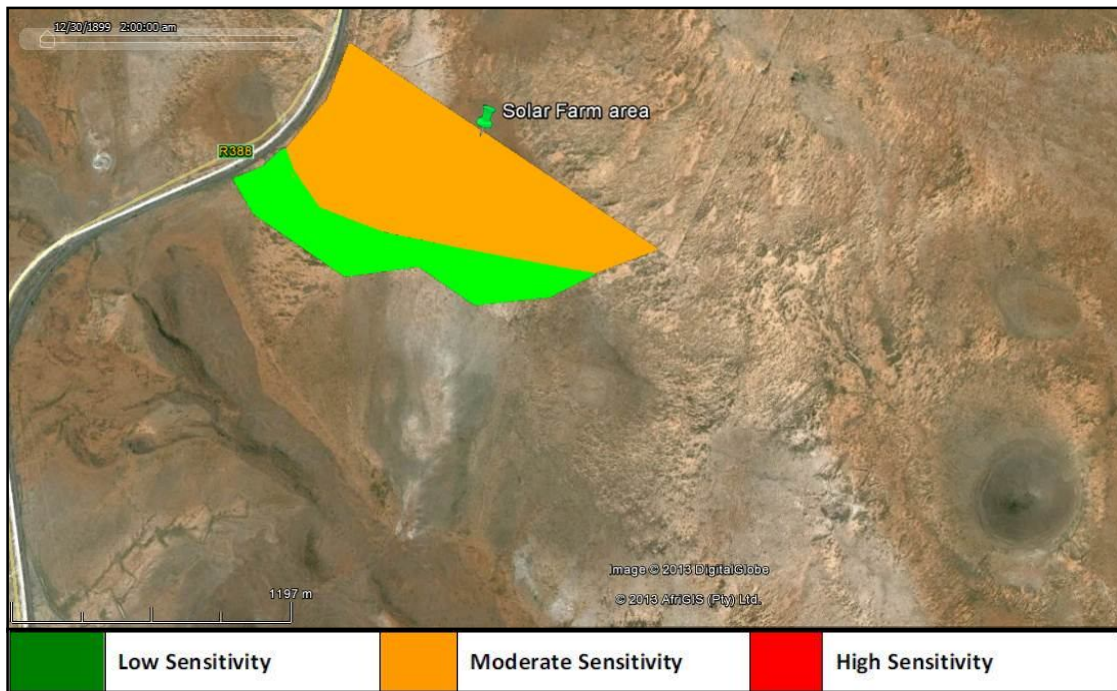 12/30/1899 2:00:00 am
Solar Farm area
R388
1197 m
Image © 2013 DigitalGlobe
© 2013 AfriGIS (Pty) Ltd.
Low Sensitivity
Moderate Sensitivity
High Sensitivity